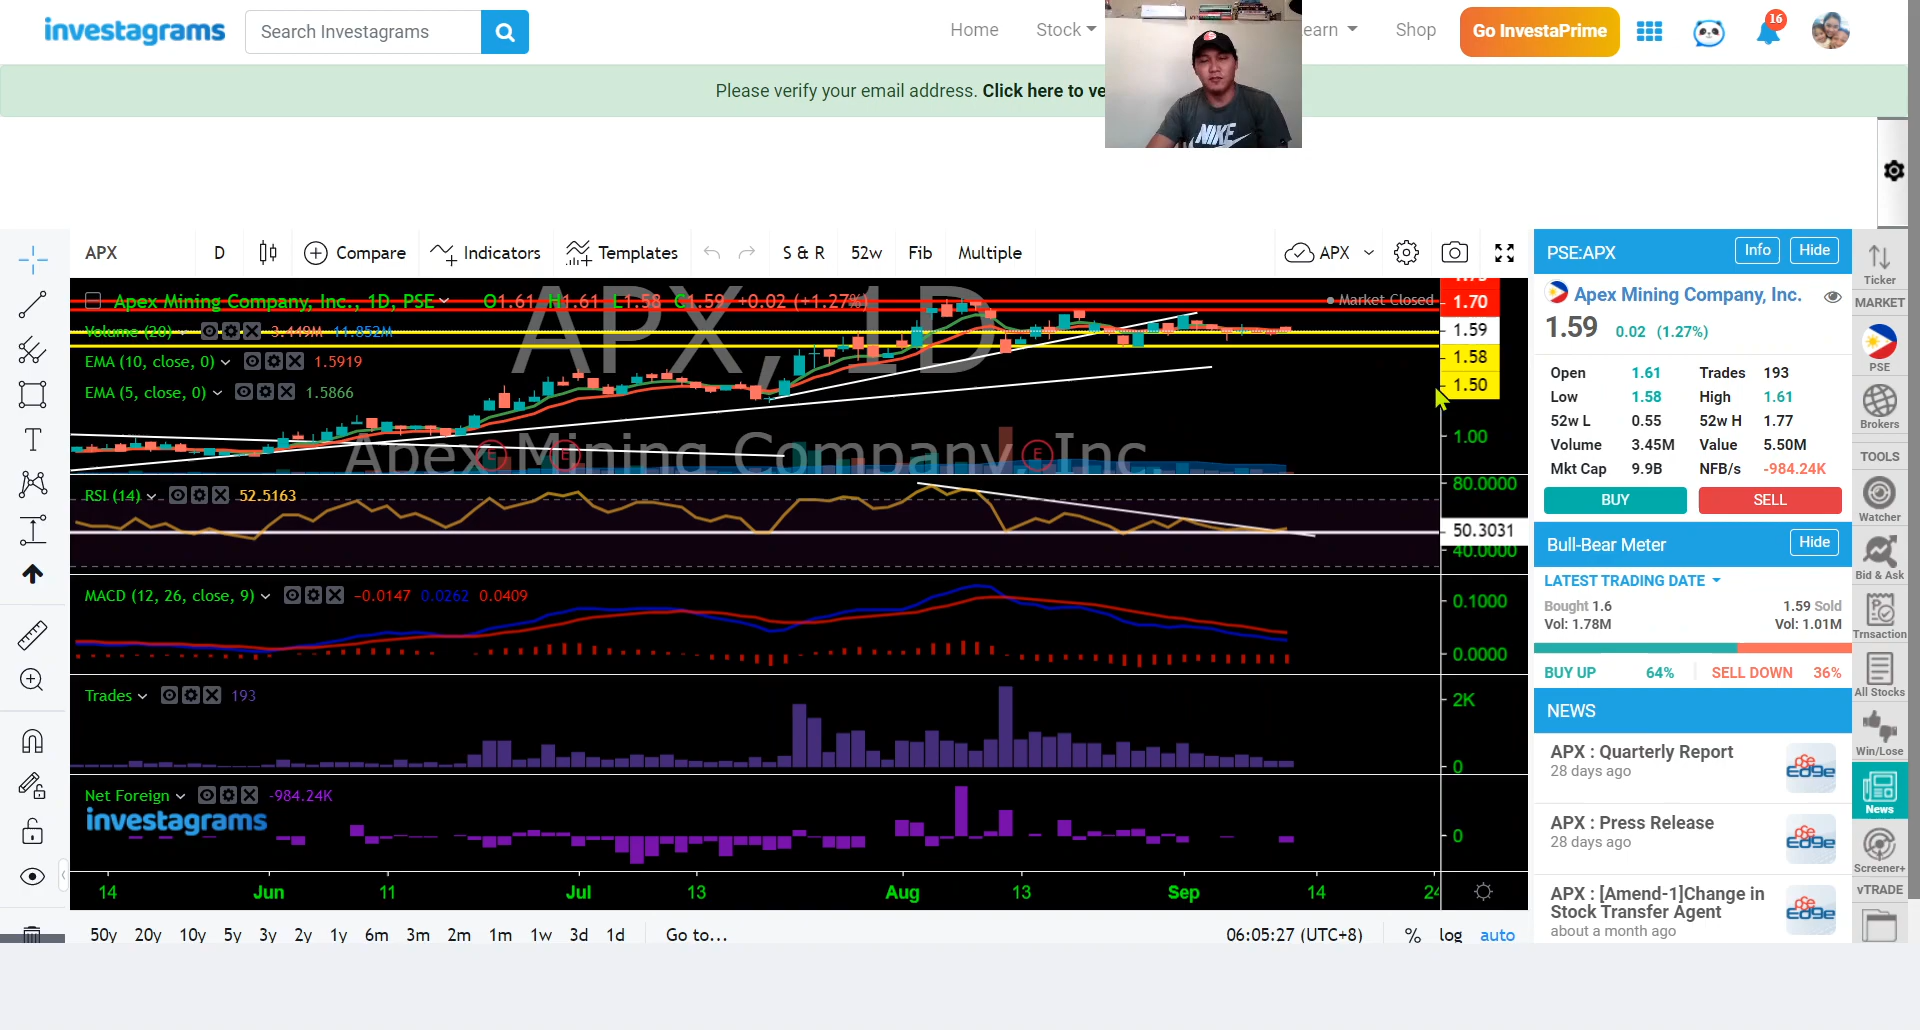 investagrams
Search Investagrams
Home
Stock
earn
Shop
Go InvestaPrime
16
Please verify your email address. Click here to ve
NIKE
APX
D
Compare
Indicators
Templates
S & R
52w
Fib
Multiple
APX
APX, 1D
Apex Mining Company, Inc.
Apex Mining Company, Inc., 1D, PSE
O1.61 H1.61 L1.58 C1.59 +0.02 (+1.27%)
Market Closed
Volume (20) 3.449M 11.852M
EMA (10, close, 0) 1.5919
EMA (5, close, 0) 1.5866
E
E
E
1.70
1.59
1.58
1.50
1.00
RSI (14) 52.5163
80.0000
50.3031
40.0000
MACD (12, 26, close, 9) -0.0147 0.0262 0.0409
0.1000
0.0000
Trades 193
2K
0
Net Foreign -984.24K
investagrams
0
14 Jun 11 Jul 13 Aug 13 Sep 14 24
50y 20y 10y 5y 3y 2y 1y 6m 3m 2m 1m 1w 3d 1d Go to...
06:05:27 (UTC+8) % log auto
PSE:APX Info Hide
Apex Mining Company, Inc.
1.59 0.02 (1.27%)
Open 1.61 Trades 193
Low 1.58 High 1.61
52w L 0.55 52w H 1.77
Volume 3.45M Value 5.50M
Mkt Cap 9.9B NFB/s -984.24K
BUY SELL
Bull-Bear Meter Hide
LATEST TRADING DATE
Bought 1.6 1.59 Sold
Vol: 1.78M Vol: 1.01M
BUY UP 64% SELL DOWN 36%
NEWS
APX : Quarterly Report
28 days ago
pse Edge
APX : Press Release
28 days ago
pse Edge
APX : [Amend-1]Change in
Stock Transfer Agent
about a month ago
pse Edge
Ticker
MARKET
PSE
Brokers
TOOLS
Watcher
Bid & Ask
Trnsaction
All Stocks
Win/Lose
News
Screener+
vTRADE